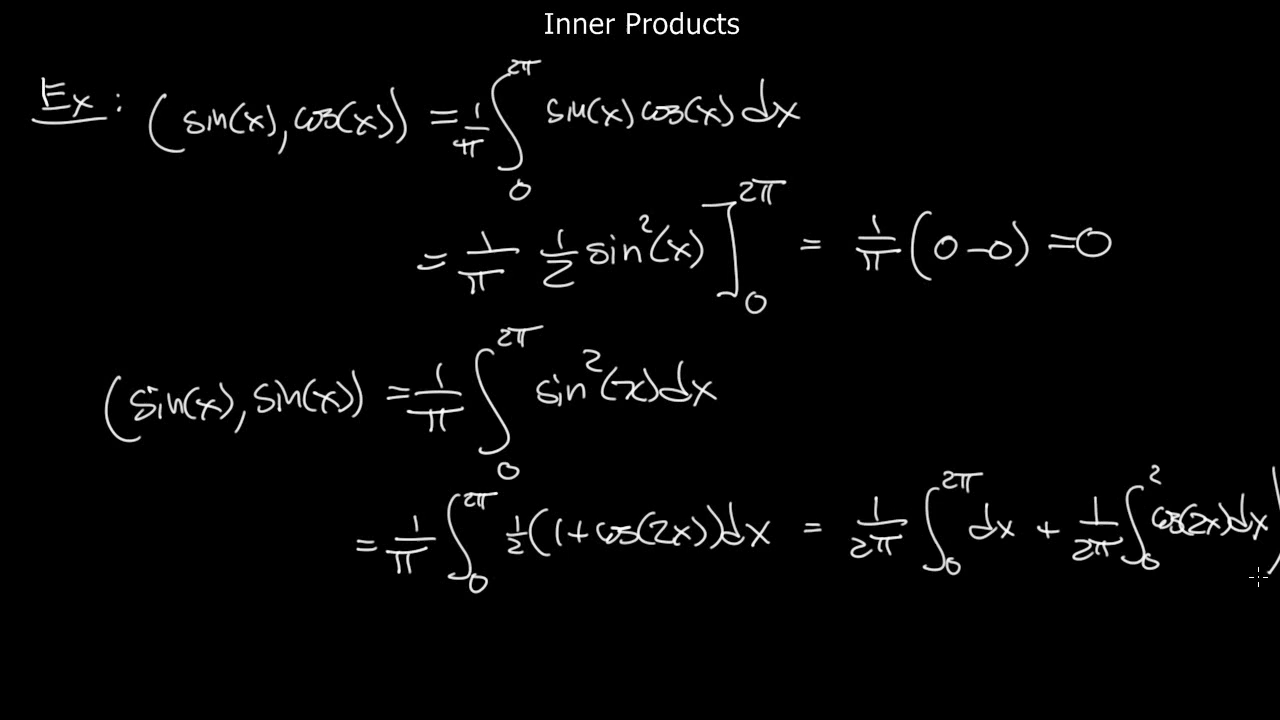 Inner Products
Ex: (sin(x), cos(x)) = 1/π ∫₀^2π sin(x) cos(x) dx
= 1/π 1/2 sin²(x) ]₀^2π = 1/π (0-0) = 0
(sin(x), sin(x)) = 1/π ∫₀^2π sin²(x) dx
= 1/π ∫₀^2π 1/2 (1 + cos(2x)) dx = 1/2π ∫₀^2π dx + 1/2π ∫₀^2 cos(2x) dx )